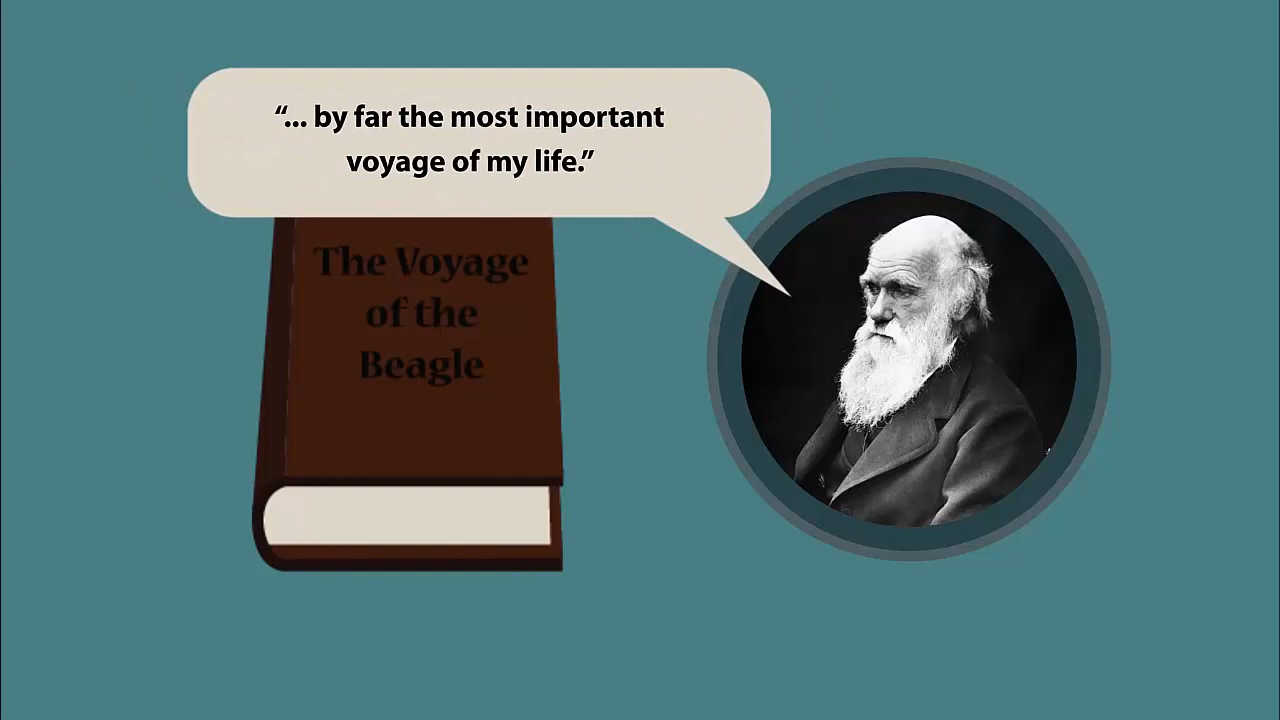 “... by far the most important
voyage of my life.”
The Voyage
of the
Beagle